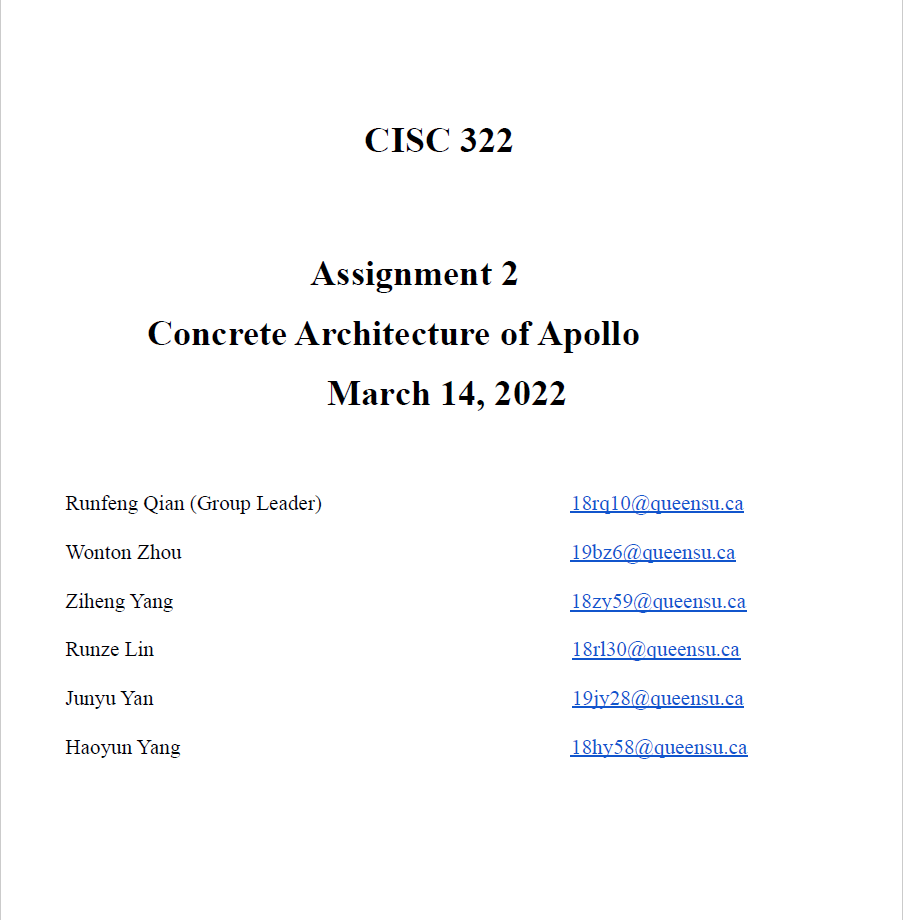 CISC 322
Assignment 2
Concrete Architecture of Apollo
March 14, 2022
Runfeng Qian (Group Leader) 18rq10@queensu.ca
Wonton Zhou 19bz6@queensu.ca
Ziheng Yang 18zy59@queensu.ca
Runze Lin 18rl30@queensu.ca
Junyu Yan 19jy28@queensu.ca
Haoyun Yang 18hy58@queensu.ca